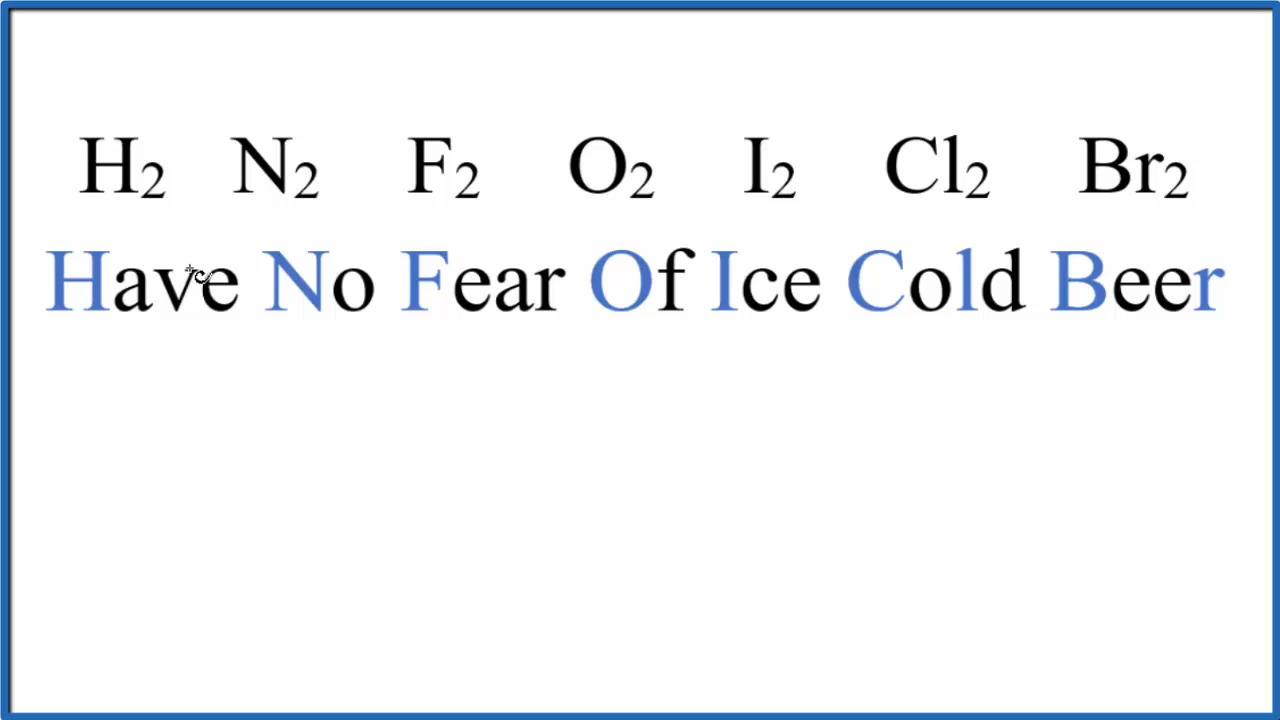 H₂ N₂ F₂ O₂ I₂ Cl₂ Br₂
Have No Fear Of Ice Cold Beer